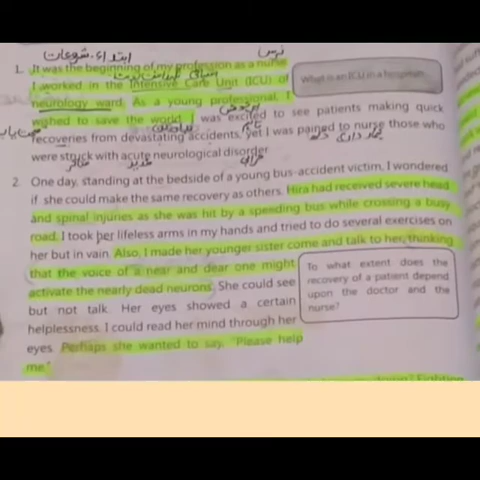 ابتداء، شروعات
نرس
1. It was the beginning of my profession as a nurse
I worked in the Intensive Care Unit (ICU) of
neurology ward. As a young professional, I
wished to save the world. I was excited to see patients making quick
recoveries from devastating accidents, yet I was pained to nurse those who
were struck with acute neurological disorder
What is an ICU in a hospital?
متاثر
شدید
خرابی
2. One day, standing at the bedside of a young bus-accident victim, I wondered
if she could make the same recovery as others. Hira had received severe head
and spinal injuries as she was hit by a speeding bus while crossing a busy
road. I took her lifeless arms in my hands and tried to do several exercises on
her but in vain. Also, I made her younger sister come and talk to her, thinking
that the voice of a near and dear one might
activate the nearly dead neurons. She could see
but not talk. Her eyes showed a certain
helplessness. I could read her mind through her
eyes. Perhaps she wanted to say, "Please help
me."
To what extent does the
recovery of a patient depend
upon the doctor and the
nurse?